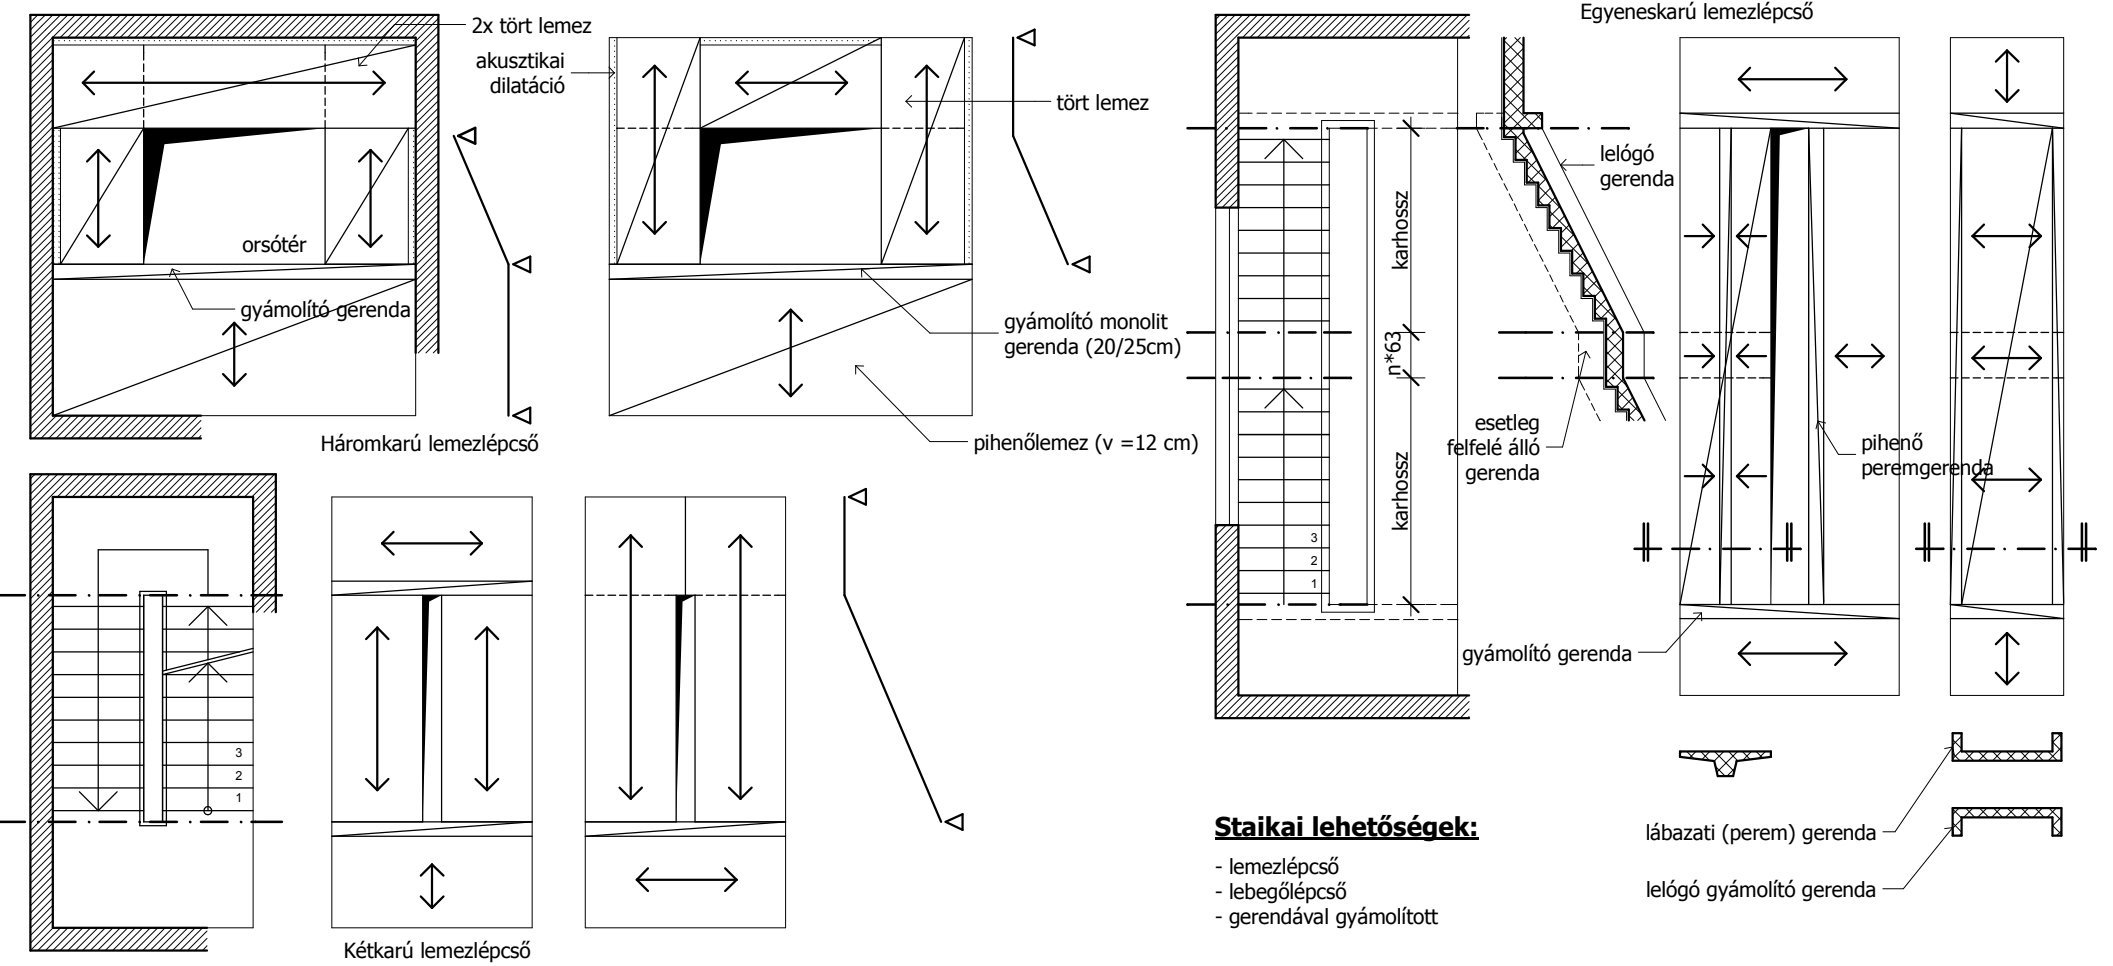 2x tört lemez
akusztikai
dilatáció
tört lemez
orsótér
gyámolító gerenda
gyámolító monolit
gerenda (20/25cm)
pihenőlemez (v =12 cm)
Háromkarú lemezlépcső
3
2
1
Kétkarú lemezlépcső
Egyeneskarú lemezlépcső
lelógó
gerenda
karhossz
n*63
karhossz
esetleg
felfelé álló
gerenda
pihenő
peremgerenda
3
2
1
gyámolító gerenda
Staikai lehetőségek:
- lemezlépcső
- lebegőlépcső
- gerendával gyámolított
lábazati (perem) gerenda
lelógó gyámolító gerenda